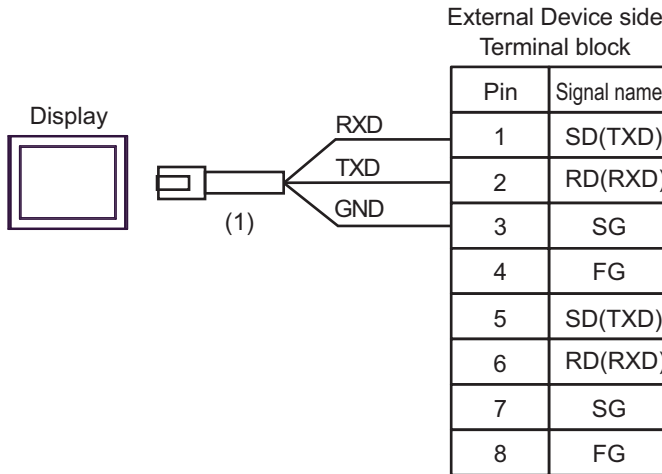 External Device side
Terminal block
Display
(1)
RXD
TXD
GND
Pin Signal name
1 SD(TXD)
2 RD(RXD)
3 SG
4 FG
5 SD(TXD)
6 RD(RXD)
7 SG
8 FG